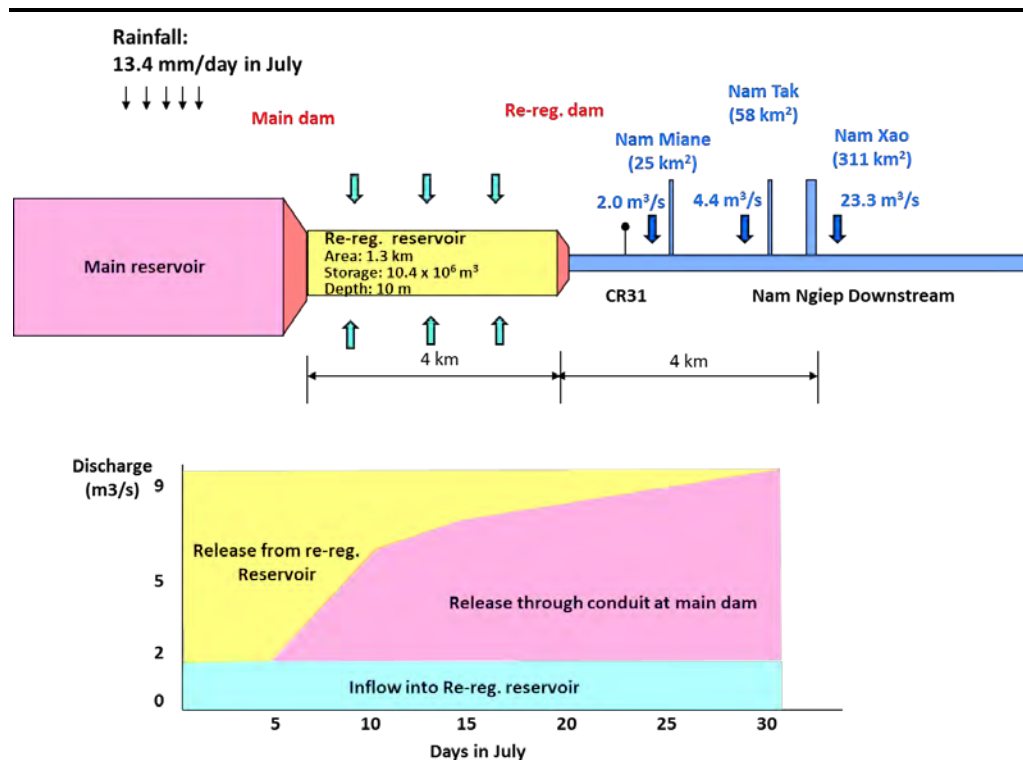 Rainfall:
13.4 mm/day in July
Main dam
Re-reg. dam
Nam Miane
(25 km²)
Nam Tak
(58 km²)
Nam Xao
(311 km²)
2.0 m³/s
4.4 m³/s
23.3 m³/s
Main reservoir
Re-reg. reservoir
Area: 1.3 km
Storage: 10.4 x 10⁶ m³
Depth: 10 m
CR31
Nam Ngiep Downstream
4 km
4 km
Discharge
(m3/s)
9
5
2
0
Release from re-reg.
Reservoir
Release through conduit at main dam
Inflow into Re-reg. reservoir
5
10
15
20
25
30
Days in July